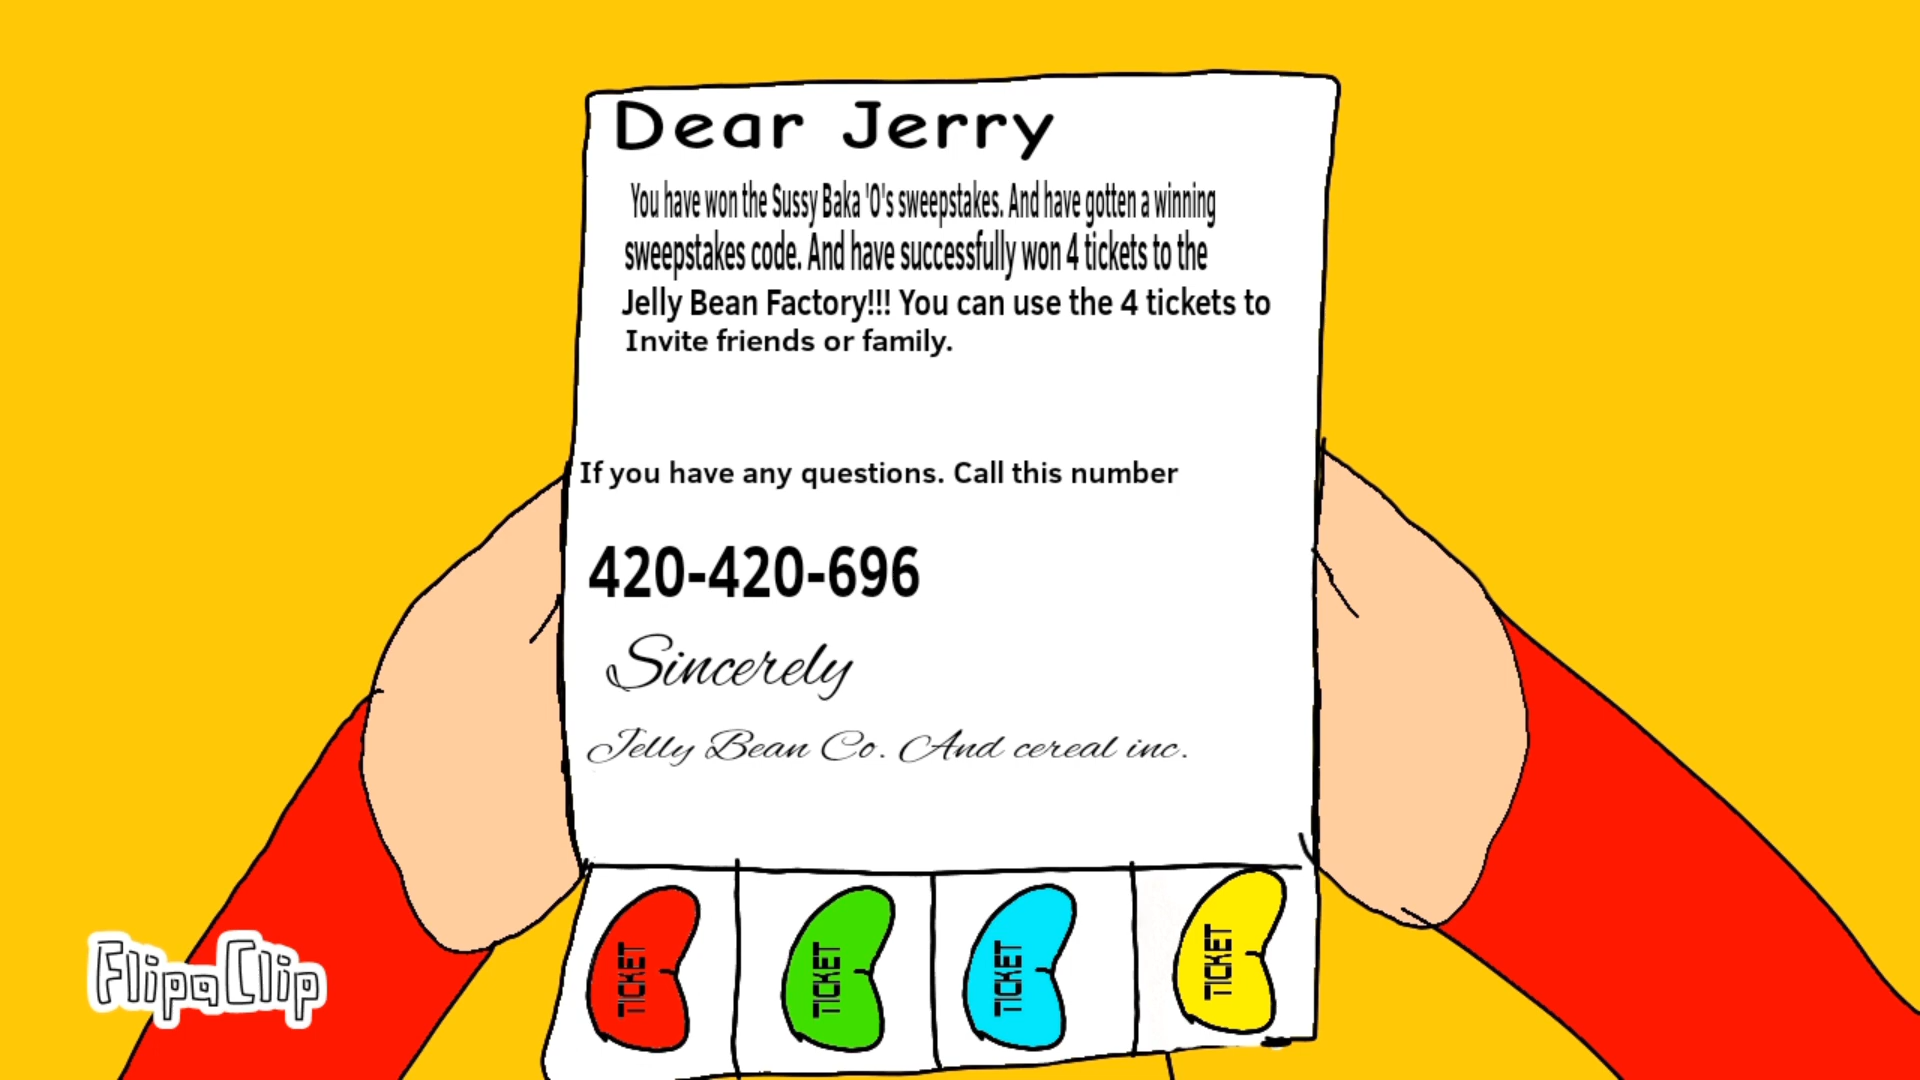 Dear Jerry
You have won the Sussy Baka 'O's sweepstakes. And have gotten a winning
sweepstakes code. And have successfully won 4 tickets to the
Jelly Bean Factory!!! You can use the 4 tickets to
Invite friends or family.
If you have any questions. Call this number
420-420-696
Sincerely
Jelly Bean Co. And cereal inc.
TICKET
TICKET
TICKET
TICKET
FlipaClip